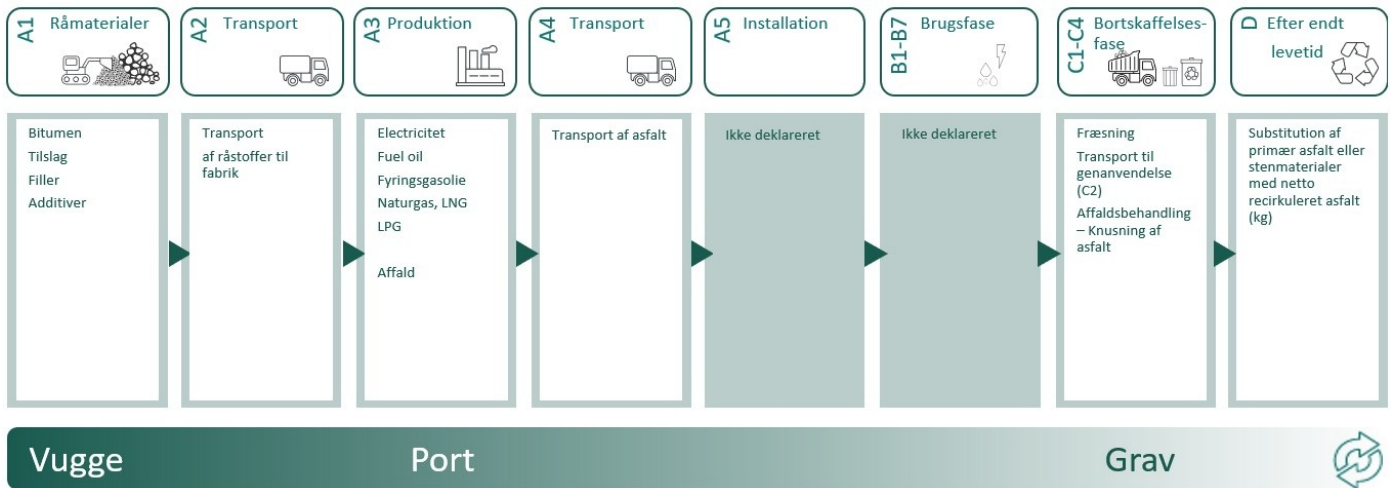 A1 Råmaterialer
A2 Transport
A3 Produktion
A4 Transport
A5 Installation
B1-B7 Brugsfase
C1-C4 Bortskaffelses-
fase
D Efter endt
levetid
Bitumen
Tilslag
Filler
Additiver
Transport
af råstoffer til
fabrik
Electricitet
Fuel oil
Fyringsgasolie
Naturgas, LNG
LPG
Affald
Transport af asfalt
Ikke deklareret
Ikke deklareret
Fræsning
Transport til
genanvendelse
(C2)
Affaldsbehandling
– Knusning af
asfalt
Substitution af
primær asfalt eller
stenmaterialer
med netto
recirkuleret asfalt
(kg)
Vugge
Port
Grav